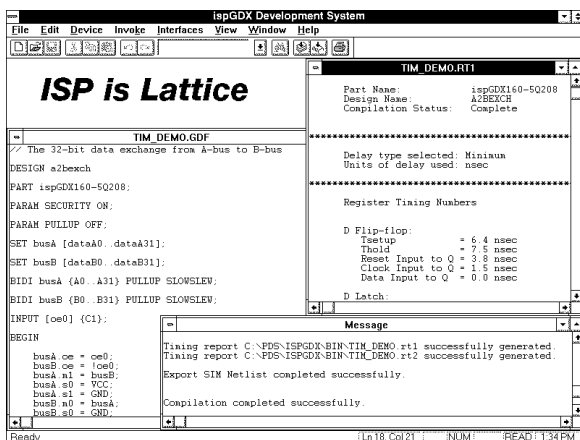 ispGDX Development System
File Edit Device Invoke Interfaces View Window Help
ISP is Lattice
TIM_DEMO.GDF
// The 32-bit data exchange from A-bus to B-bus
DESIGN a2bexch
PART ispGDX160-5Q208;
PARAM SECURITY ON;
PARAM PULLUP OFF;
SET busA [dataA0..dataA31];
SET busB [dataB0..dataB31];
BIDI busA {A0..A31} PULLUP SLOWSLEW;
BIDI busB {B0..B31} PULLUP SLOWSLEW;
INPUT [oe0] {C1};
BEGIN
busA.oe = oe0;
busB.oe = !oe0;
busA.m1 = busB;
busA.s0 = VCC;
busA.s1 = GND;
busB.m0 = busA;
busB.s0 = GND;
TIM_DEMO.RT1
Part Name: ispGDX160-5Q208
Design Name: A2BEXCH
Compilation Status: Complete
Delay type selected: Minimum
Units of delay used: nsec
Register Timing Numbers
D Flip-flop:
Tsetup = 6.4 nsec
Thold = 7.5 nsec
Reset Input to Q = 3.8 nsec
Clock Input to Q = 1.5 nsec
Data Input to Q = 0.0 nsec
D Latch:
Message
Timing report C:\PDS\ISPGDX\BIN\TIM_DEMO.rt1 successfully generated.
Timing report C:\PDS\ISPGDX\BIN\TIM_DEMO.rt2 successfully generated.
Export SIM Netlist completed successfully.
Compilation completed successfully.
Ready Ln 18, Col 21 NUM READ 1:34 PM